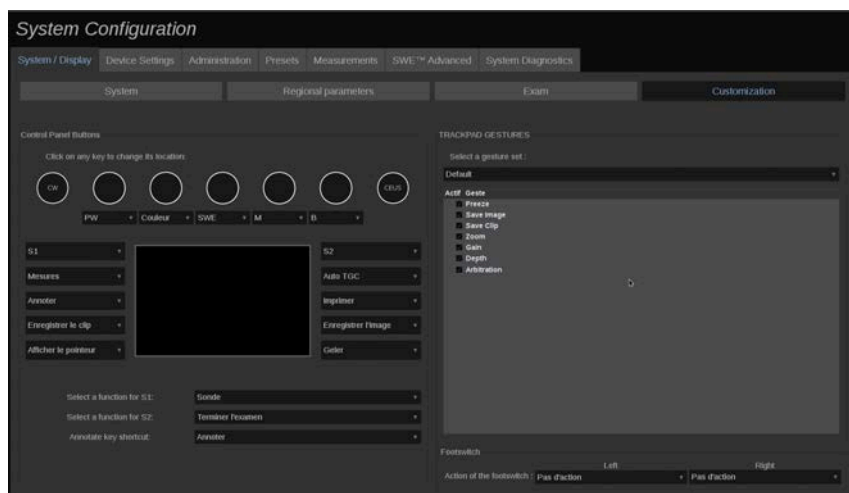 System Configuration
System / Display Device Settings Administration Presets Measurements SWE™ Advanced System Diagnostics
System Regional parameters Exam Customization
Control Panel Buttons
Click on any key to change its location:
CW CEUS
PW Couleur SWE M B
S1 S2
Mesures Auto TGC
Annoter Imprimer
Enregistrer le clip Enregistrer l'image
Afficher le pointeur Geler
Select a function for S1: Sonde
Select a function for S2: Terminer l'examen
Annotate key shortcut: Annoter
TRACKPAD GESTURES
Select a gesture set :
Default
Actif Geste
Freeze
Save Image
Save Clip
Zoom
Gain
Depth
Arbitration
Footswitch
Left Right
Action of the footswitch : Pas d'action Pas d'action